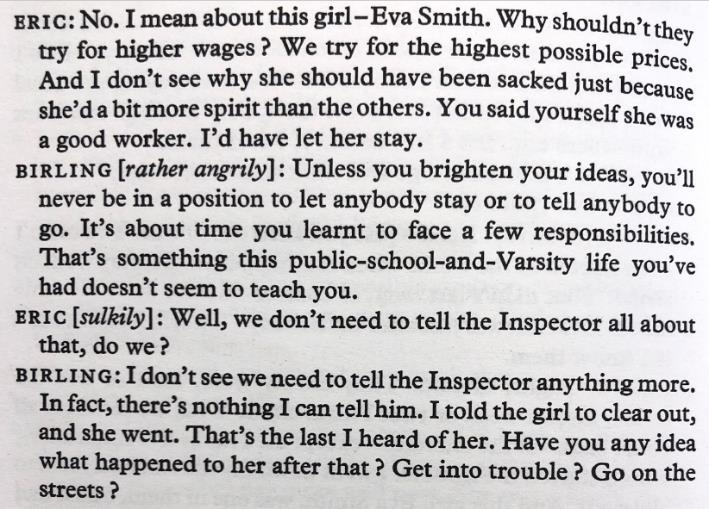 ERIC: No. I mean about this girl–Eva Smith. Why shouldn't they
try for higher wages? We try for the highest possible prices.
And I don't see why she should have been sacked just because
she'd a bit more spirit than the others. You said yourself she was
a good worker. I'd have let her stay.
BIRLING [rather angrily]: Unless you brighten your ideas, you'll
never be in a position to let anybody stay or to tell anybody to
go. It's about time you learnt to face a few responsibilities.
That's something this public-school-and-Varsity life you've
had doesn't seem to teach you.
ERIC [sulkily]: Well, we don't need to tell the Inspector all about
that, do we?
BIRLING: I don't see we need to tell the Inspector anything more.
In fact, there's nothing I can tell him. I told the girl to clear out,
and she went. That's the last I heard of her. Have you any idea
what happened to her after that? Get into trouble? Go on the
streets?